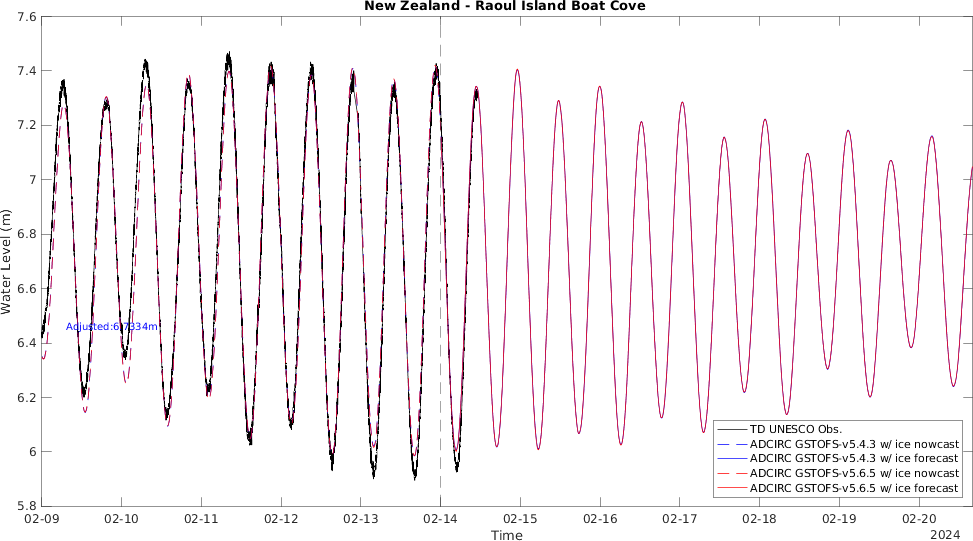 New Zealand - Raoul Island Boat Cove
7.6
7.4
7.2
7
6.8
6.6
6.4
6.2
6
5.8
Water Level (m)
Adjusted:6.7334m
TD UNESCO Obs.
ADCIRC GSTOFS-v5.4.3 w/ ice nowcast
ADCIRC GSTOFS-v5.4.3 w/ ice forecast
ADCIRC GSTOFS-v5.6.5 w/ ice nowcast
ADCIRC GSTOFS-v5.6.5 w/ ice forecast
02-09 02-10 02-11 02-12 02-13 02-14 02-15 02-16 02-17 02-18 02-19 02-20
Time
2024